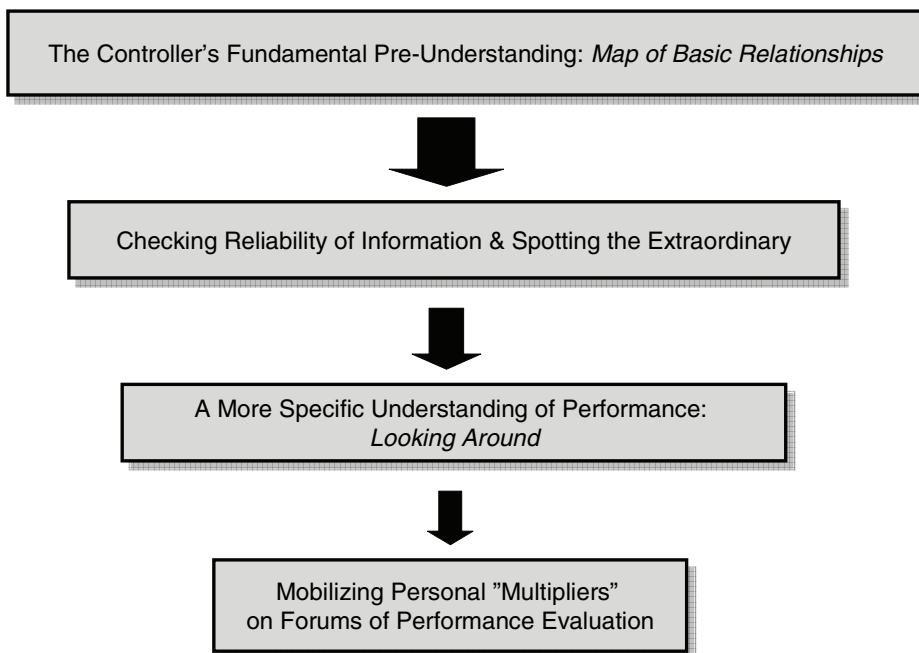 The Controller’s Fundamental Pre-Understanding: Map of Basic Relationships
Checking Reliability of Information & Spotting the Extraordinary
A More Specific Understanding of Performance:
Looking Around
Mobilizing Personal ”Multipliers”
on Forums of Performance Evaluation